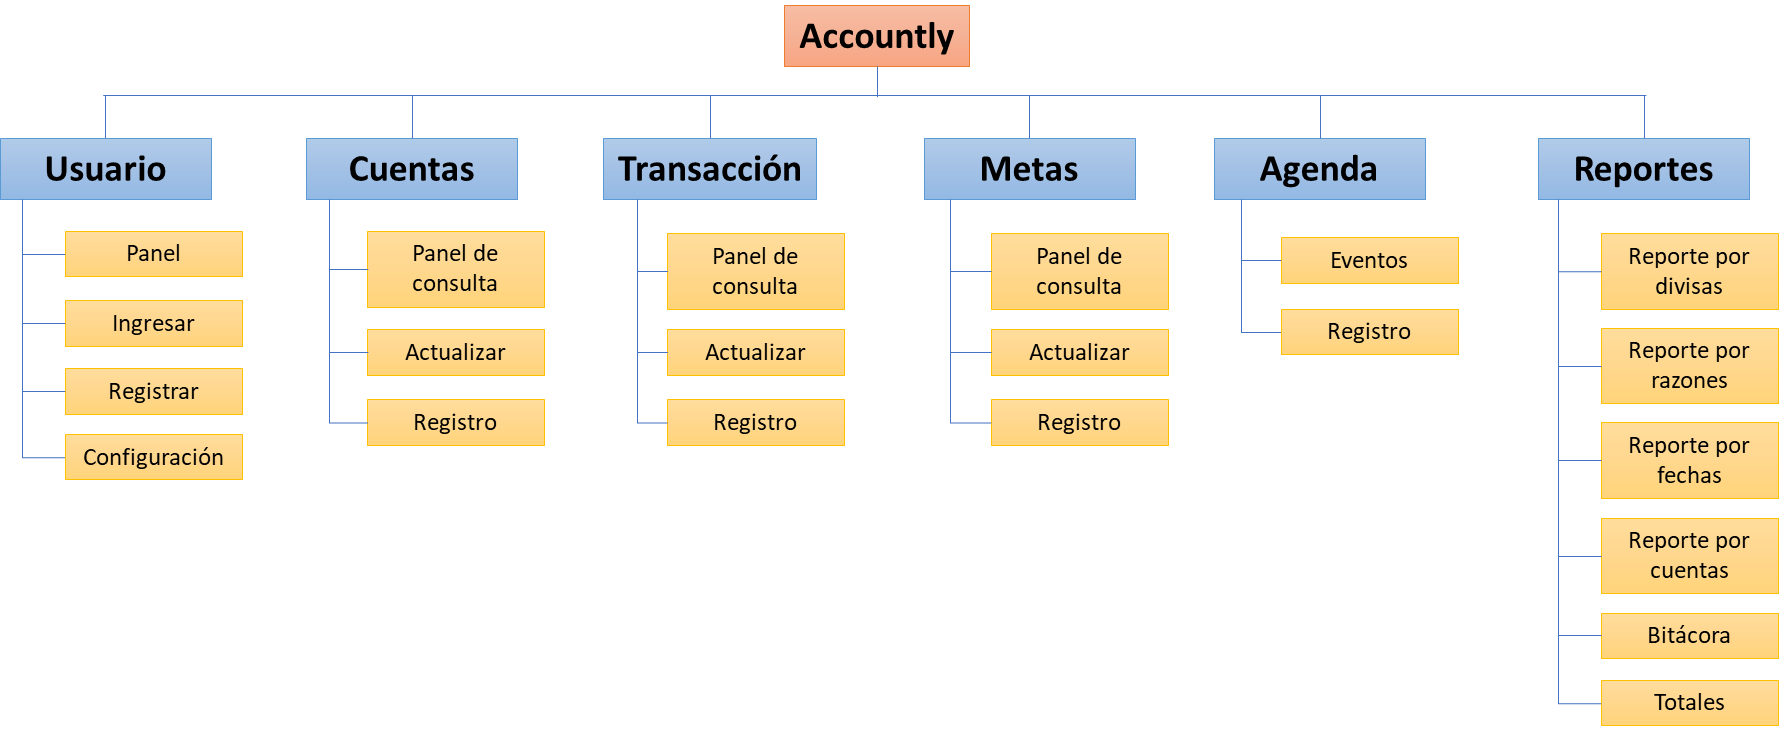 Accountly
Usuario
Panel
Ingresar
Registrar
Configuración
Cuentas
Panel de
consulta
Actualizar
Registro
Transacción
Panel de
consulta
Actualizar
Registro
Metas
Panel de
consulta
Actualizar
Registro
Agenda
Eventos
Registro
Reportes
Reporte por
divisas
Reporte por
razones
Reporte por
fechas
Reporte por
cuentas
Bitácora
Totales